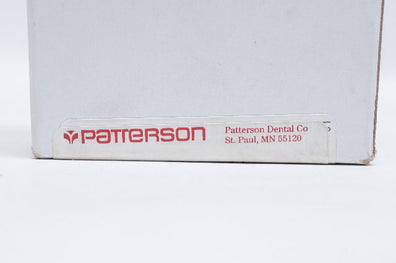 PATTERSON
Patterson Dental Co
St. Paul, MN 55120